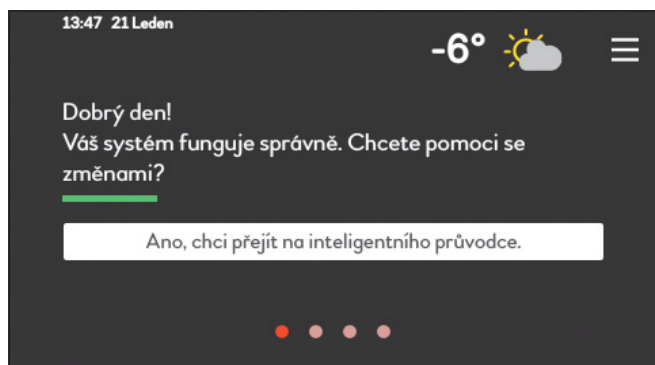 13:47 21 Leden
-6°
Dobrý den!
Váš systém funguje správně. Chcete pomoci se
změnami?
Ano, chci přejít na inteligentního průvodce.